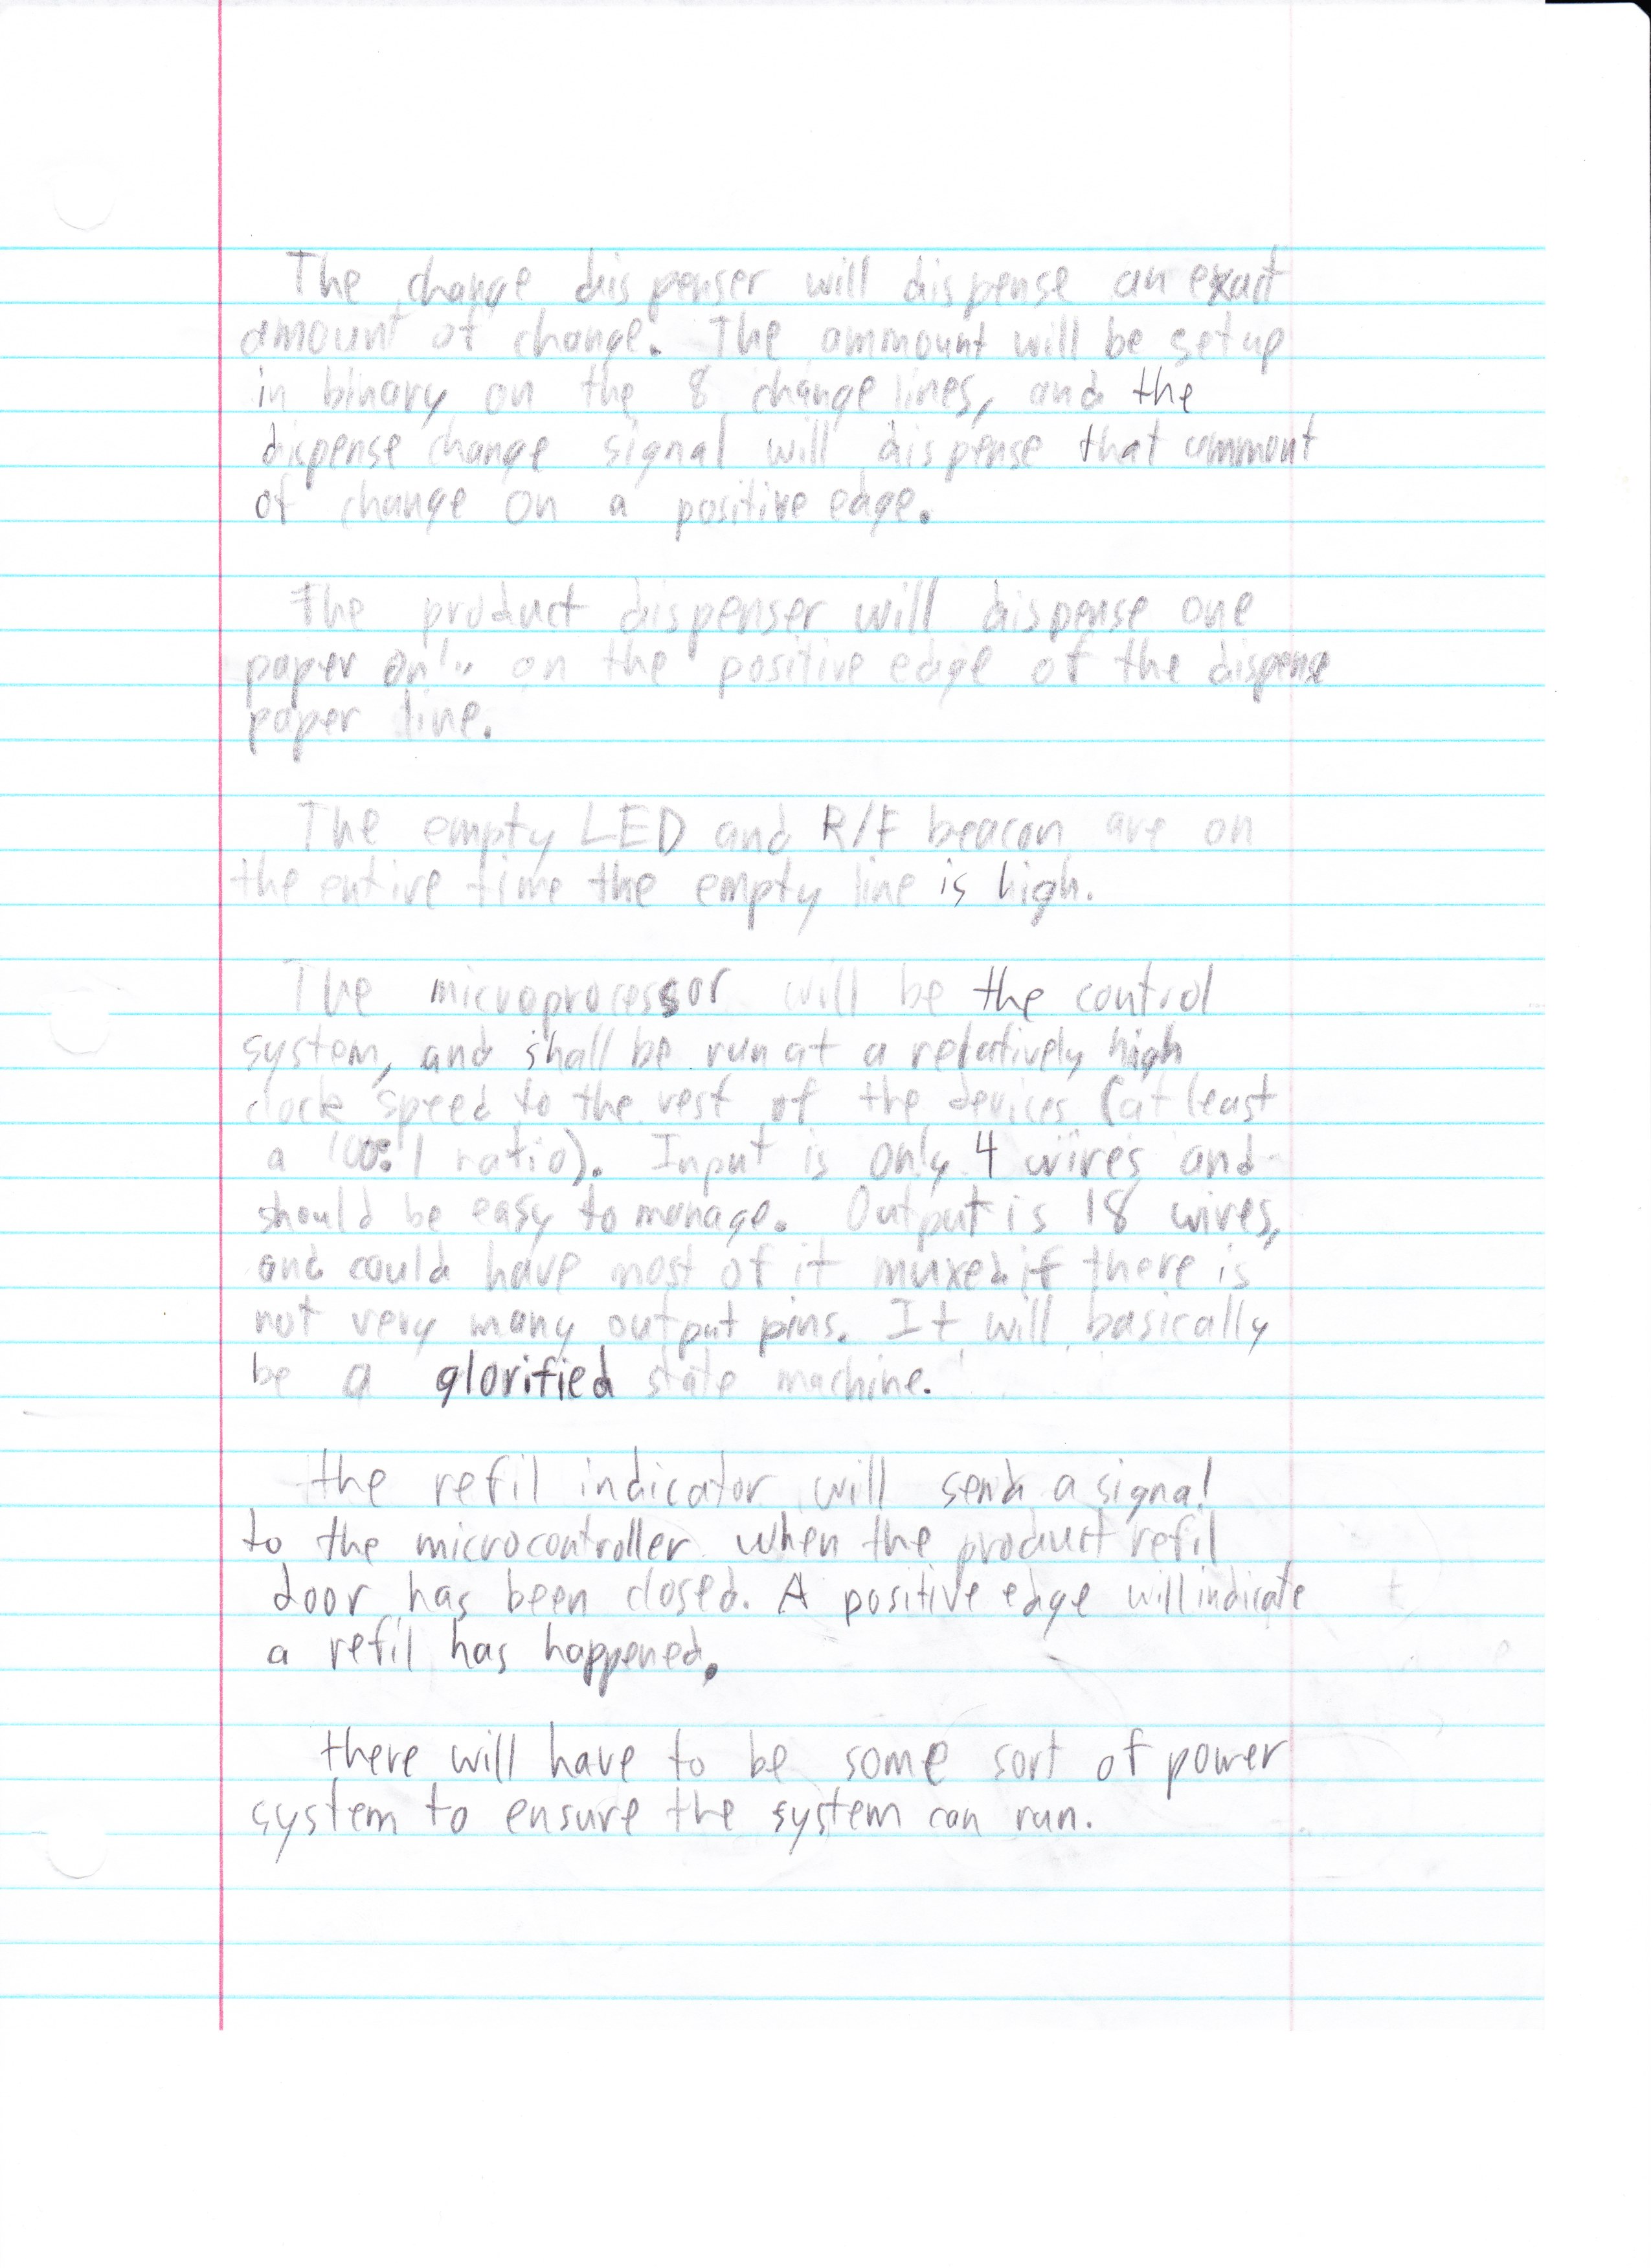 The change dispenser will dispense an exact
amount of change. The ammount will be setup
in binary on the 8 change lines, and the
dispense change signal will dispense that ammount
of change on a positive edge.
The product dispenser will dispense one
paper on the positive edge of the dispense
paper line.
The empty LED and R/F beacon are on
the entire time the empty line is high.
The microprocessor will be the control
system, and shall be run at a relatively high
clock speed to the rest of the devices (at least
a 100:1 ratio). Input is only 4 wires and
should be easy to manage. Output is 18 wires,
and could have most of it muxed if there is
not very many output pins. It will basically
be a glorified state machine.
the refil indicator will send a signal
to the microcontroller when the product refil
door has been closed. A positive edge will indicate
a refil has happened.
there will have to be some sort of power
system to ensure the system can run.